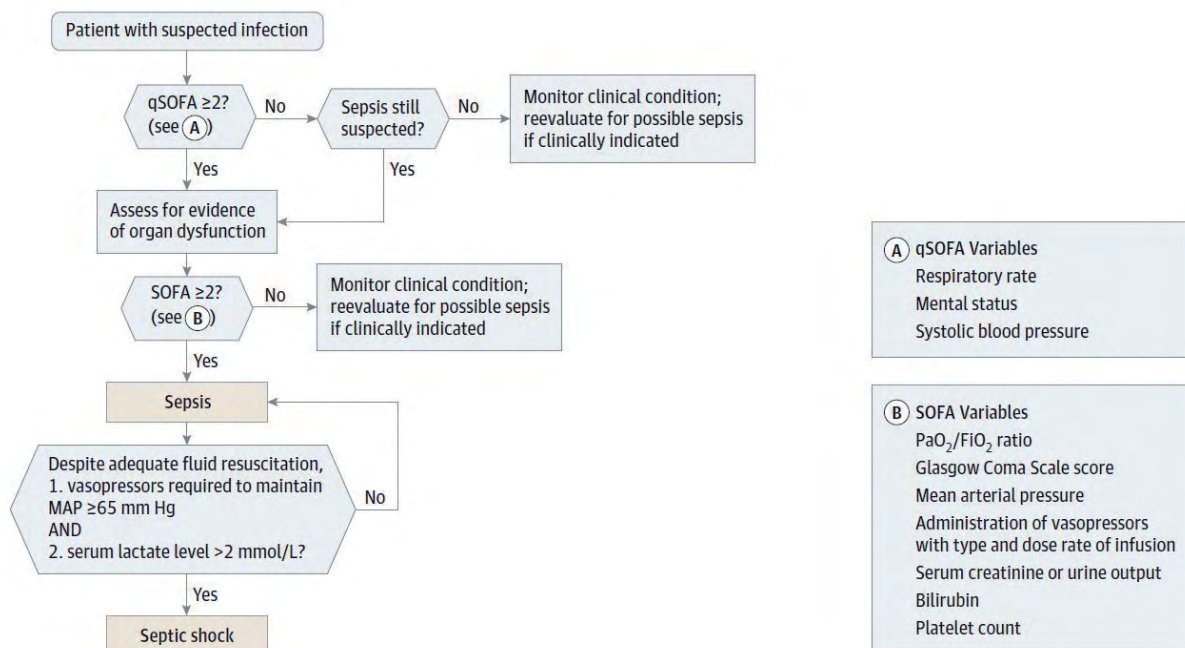 Patient with suspected infection
qSOFA ≥2?
(see A)
No
Sepsis still
suspected?
No
Monitor clinical condition;
reevaluate for possible sepsis
if clinically indicated
Yes
Yes
Assess for evidence
of organ dysfunction
SOFA ≥2?
(see B)
No
Monitor clinical condition;
reevaluate for possible sepsis
if clinically indicated
Yes
Sepsis
Despite adequate fluid resuscitation,
1. vasopressors required to maintain
MAP ≥65 mm Hg
AND
2. serum lactate level >2 mmol/L?
No
Yes
Septic shock
A qSOFA Variables
Respiratory rate
Mental status
Systolic blood pressure
B SOFA Variables
PaO₂/FiO₂ ratio
Glasgow Coma Scale score
Mean arterial pressure
Administration of vasopressors
with type and dose rate of infusion
Serum creatinine or urine output
Bilirubin
Platelet count